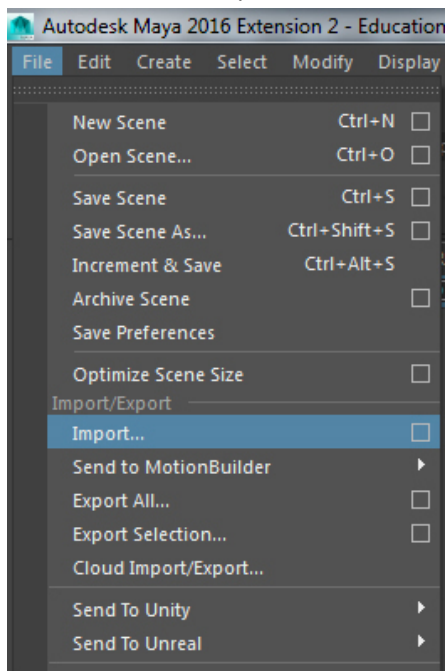 Autodesk Maya 2016 Extension 2 - Education
File Edit Create Select Modify Display
New Scene Ctrl+N
Open Scene... Ctrl+O
Save Scene Ctrl+S
Save Scene As... Ctrl+Shift+S
Increment & Save Ctrl+Alt+S
Archive Scene
Save Preferences
Optimize Scene Size
Import/Export
Import...
Send to MotionBuilder
Export All...
Export Selection...
Cloud Import/Export...
Send To Unity
Send To Unreal